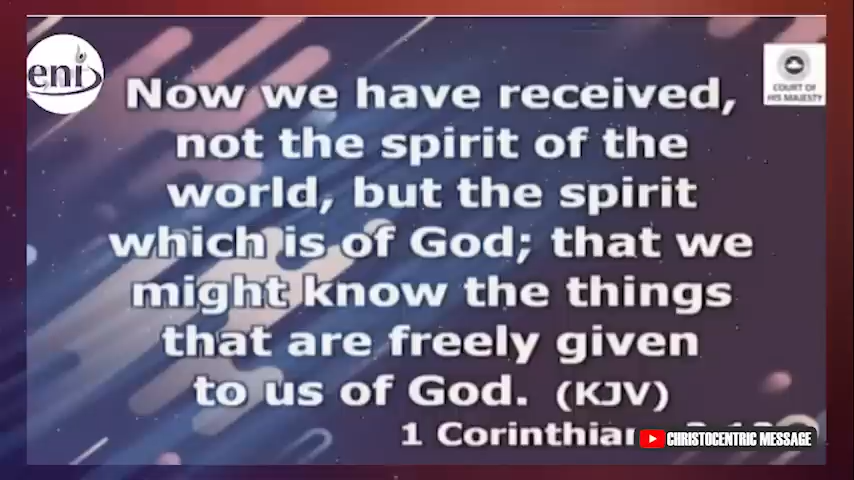 eni
COURT OF
HIS MAJESTY
Now we have received,
not the spirit of the
world, but the spirit
which is of God; that we
might know the things
that are freely given
to us of God. (KJV)
1 Corinthian
CHRISTOCENTRIC MESSAGE